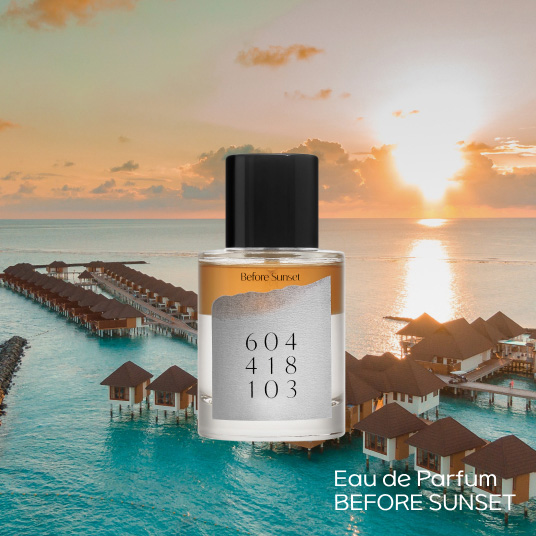 Before Sunset
604
418
103
Eau de Parfum
BEFORE SUNSET